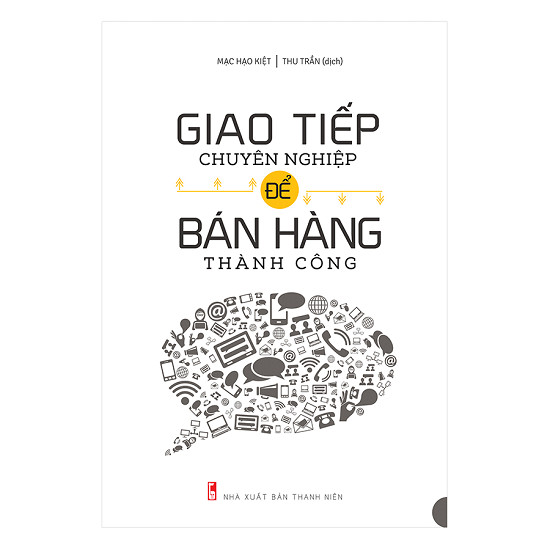 MẠC HẠO KIỆT | THU TRẦN (dịch)
GIAO TIẾP
CHUYÊN NGHIỆP
ĐỂ
BÁN HÀNG
THÀNH CÔNG
NHÀ XUẤT BẢN THANH NIÊN